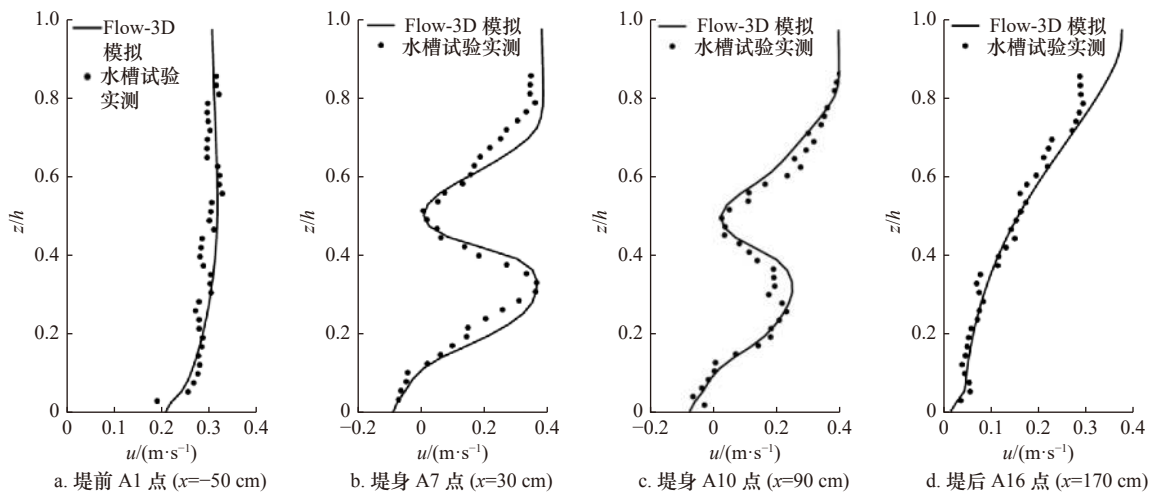 Flow-3D
模拟
水槽试验
实测
1.0
0.8
0.6
0.4
0.2
0
z/h
0 0.1 0.2 0.3 0.4
u/(m·s⁻¹)
a. 堤前 A1 点 (x=−50 cm)
Flow-3D 模拟
水槽试验实测
1.0
0.8
0.6
0.4
0.2
0
z/h
−0.2 0 0.2 0.4
u/(m·s⁻¹)
b. 堤身 A7 点 (x=30 cm)
Flow-3D 模拟
水槽试验实测
1.0
0.8
0.6
0.4
0.2
0
z/h
−0.2 0 0.2 0.4
u/(m·s⁻¹)
c. 堤身 A10 点 (x=90 cm)
Flow-3D 模拟
水槽试验实测
1.0
0.8
0.6
0.4
0.2
0
z/h
0 0.1 0.2 0.3 0.4
u/(m·s⁻¹)
d. 堤后 A16 点 (x=170 cm)